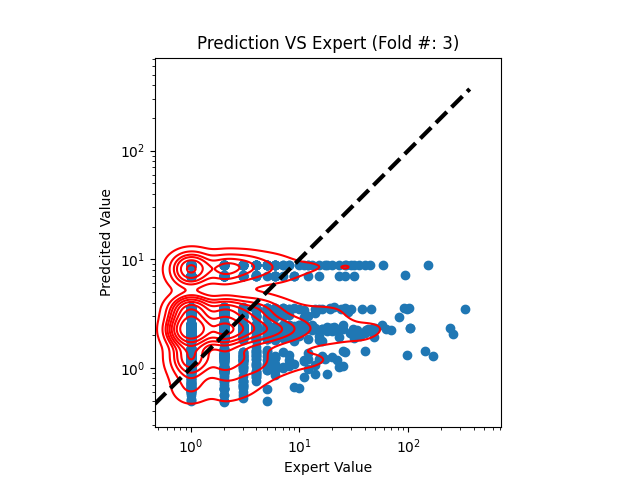 Prediction VS Expert (Fold #: 3)
Predcited Value
10²
10¹
10⁰
10⁰ 10¹ 10²
Expert Value